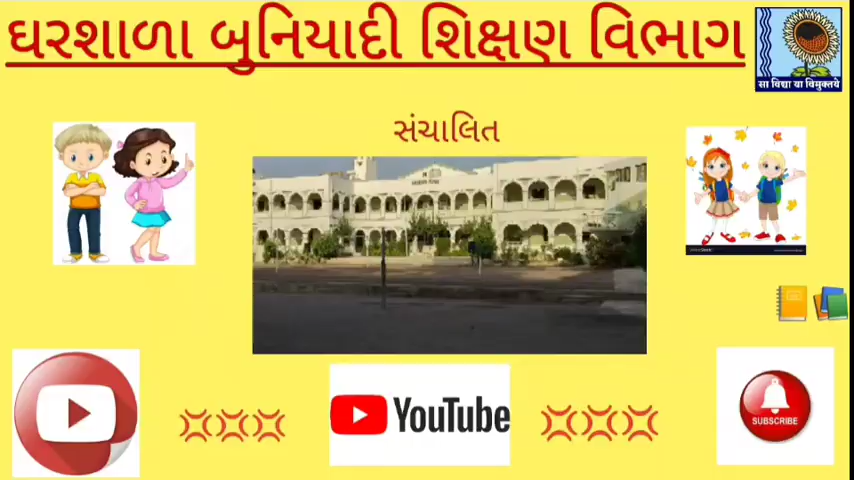 ઘરશાળા બુનિયાદી શિક્ષણ વિભાગ
सा विद्या या विमुक्तये
સંચાલિત
YouTube
SUBSCRIBE